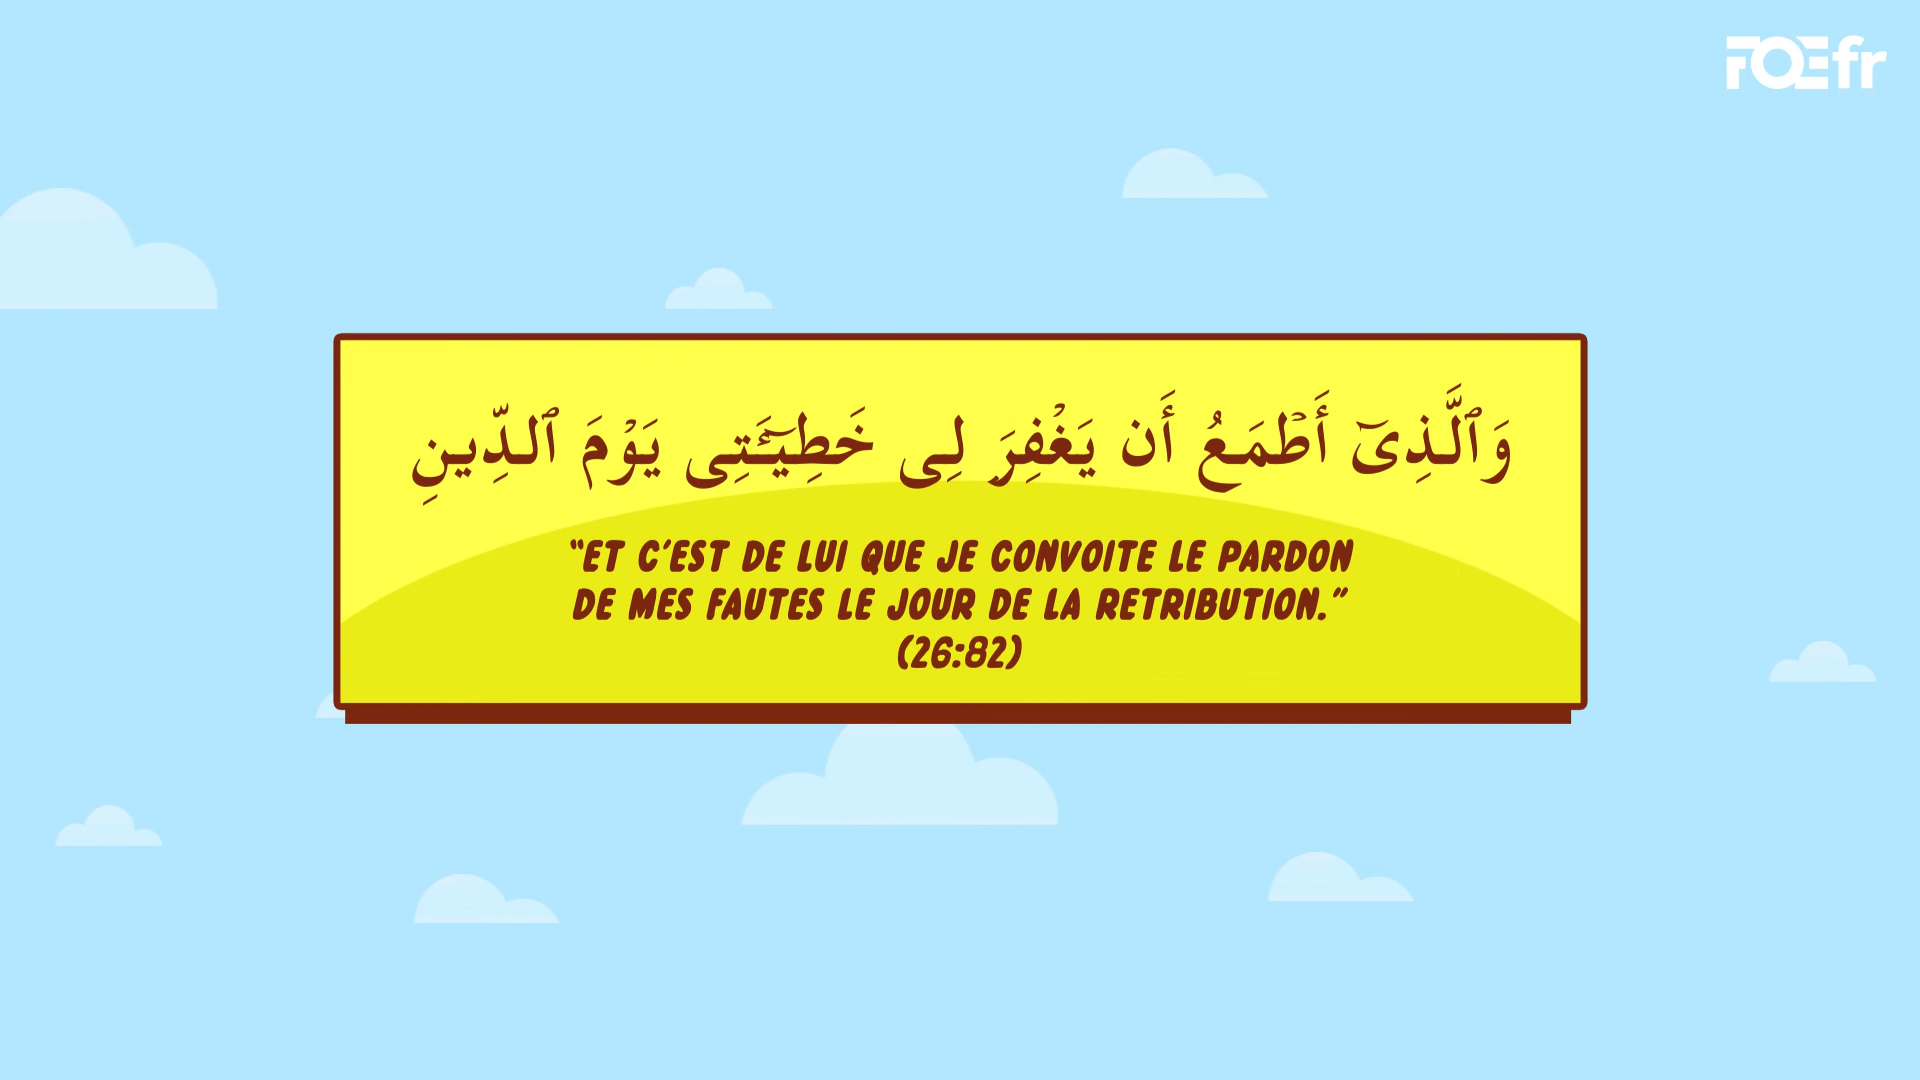 FOEfr
وَٱلَّذِىٓ أَطْمَعُ أَن يَغْفِرَ لِى خَطِيٓـَٔتِى يَوْمَ ٱلدِّينِ
“ET C’EST DE LUI QUE JE CONVOITE LE PARDON
DE MES FAUTES LE JOUR DE LA RETRIBUTION.”
(26:82)